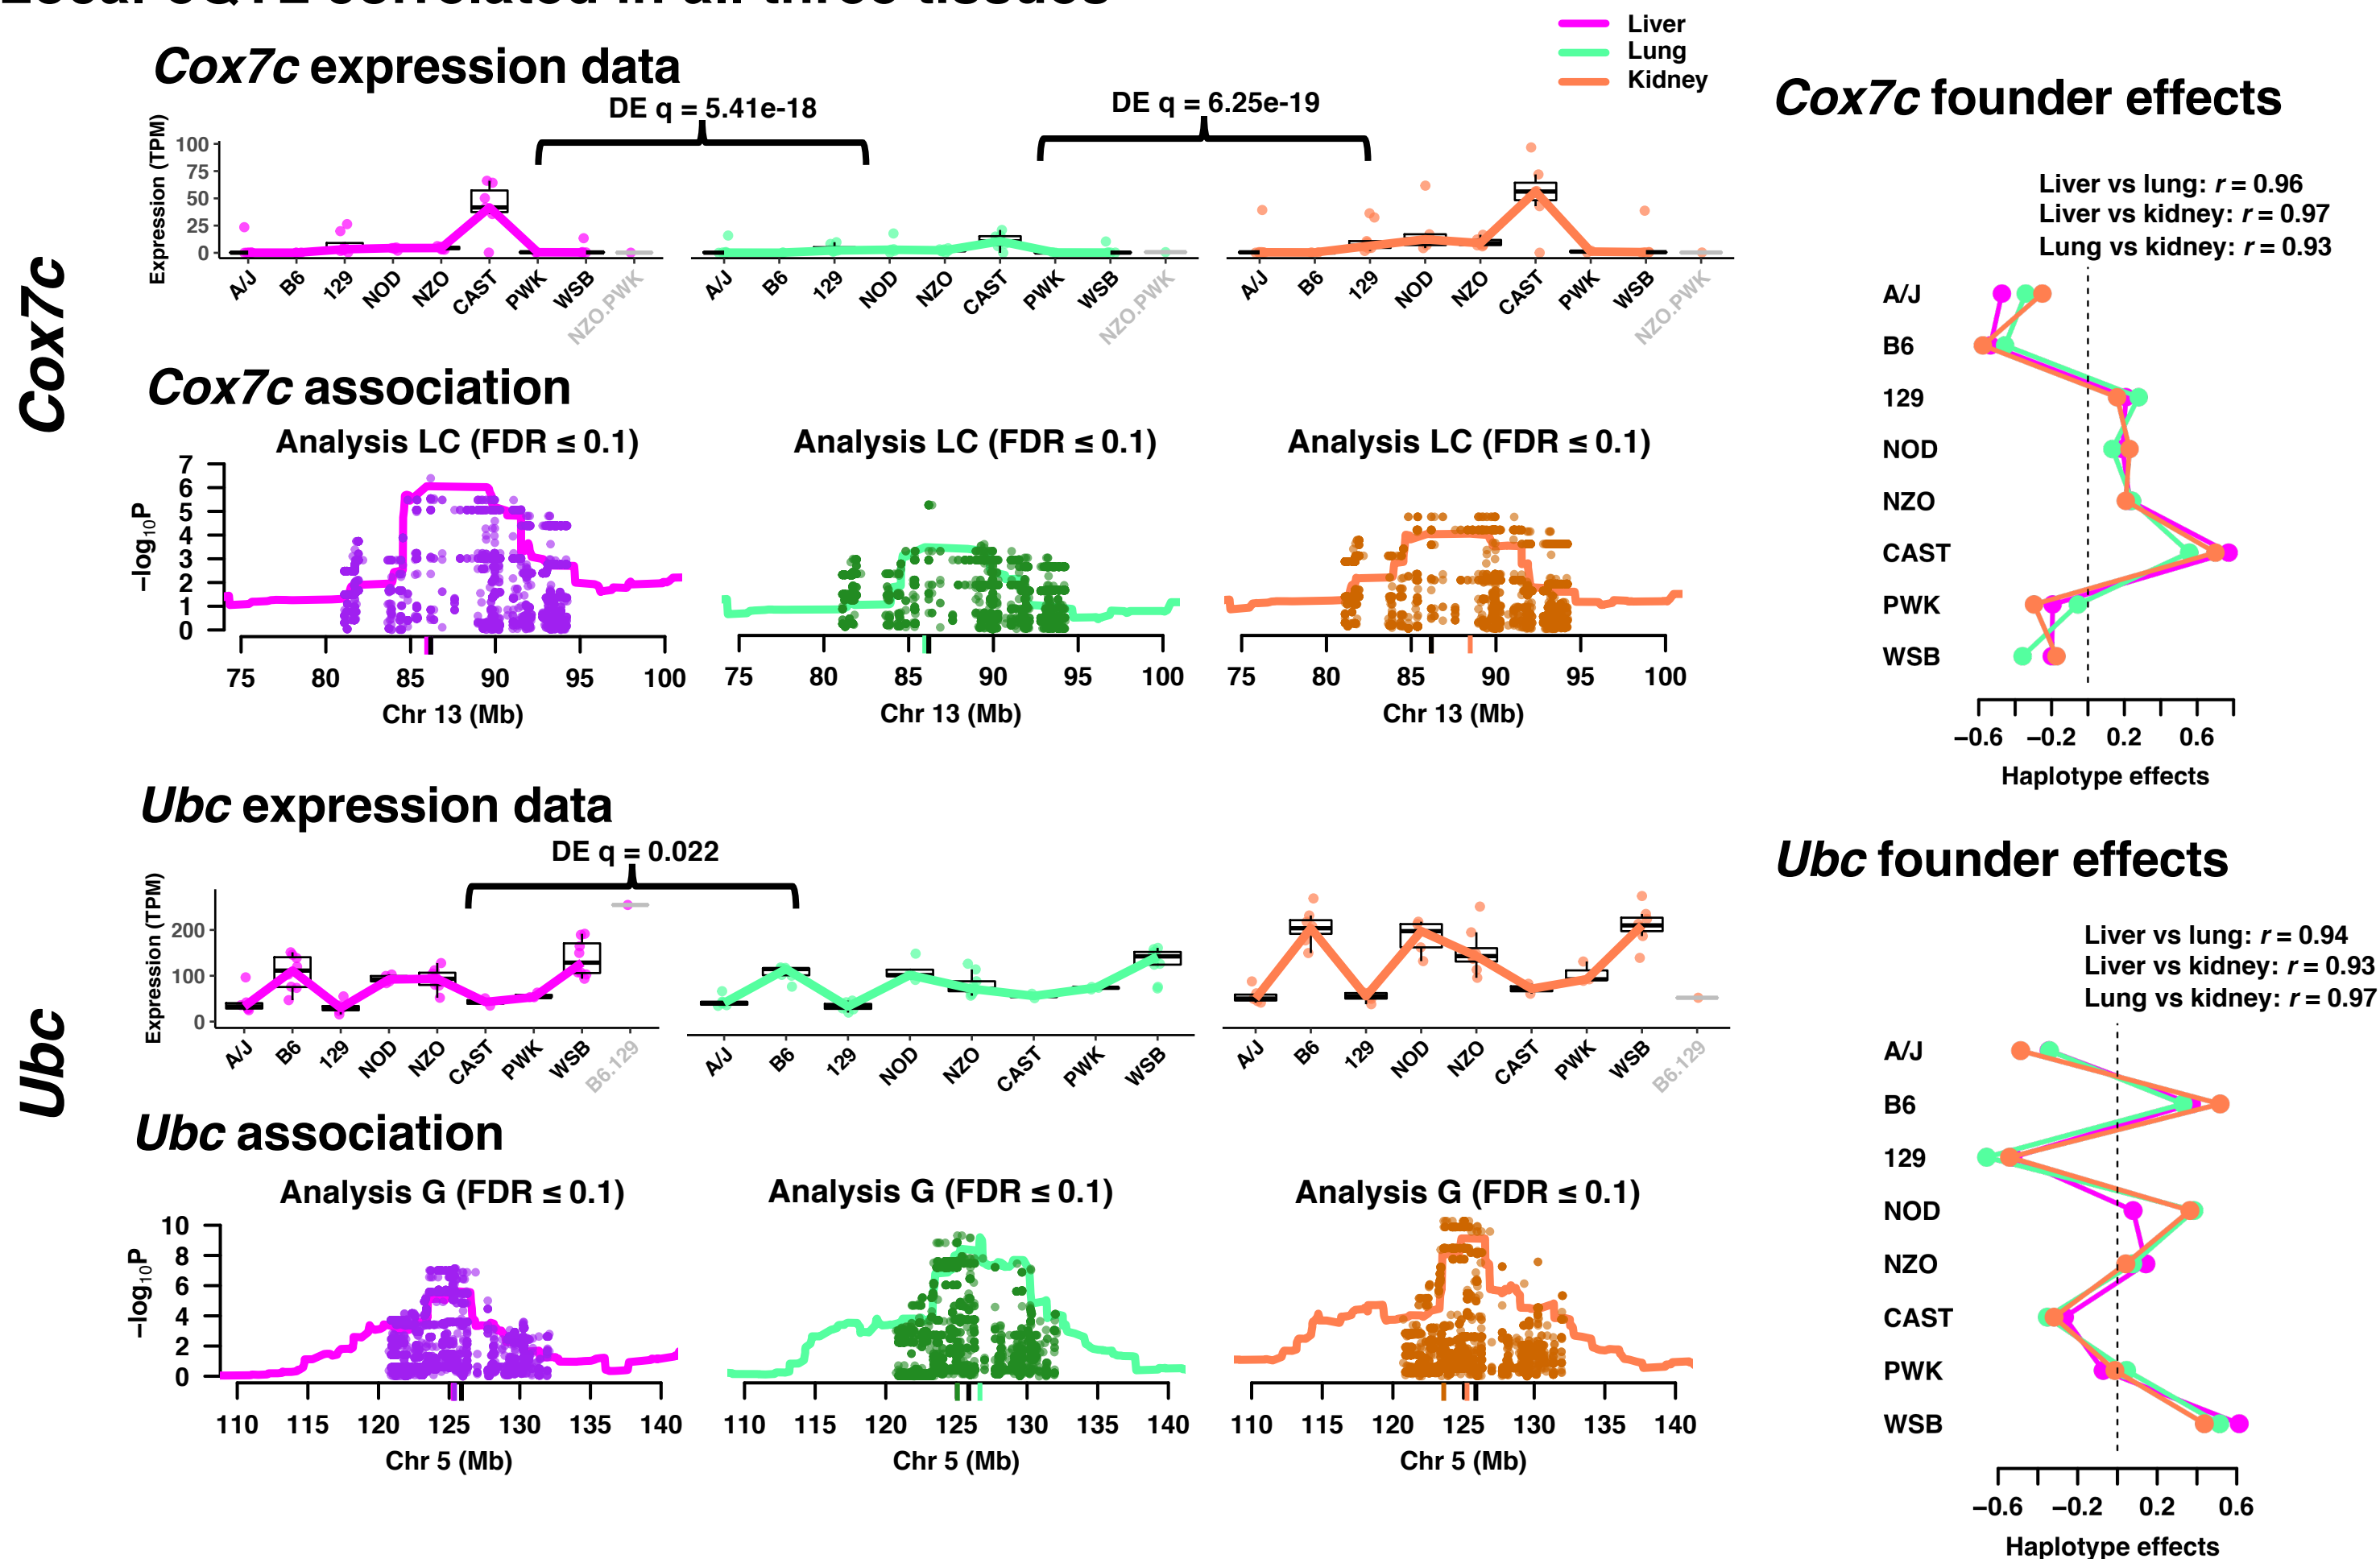 Local eQTL correlated in all three tissues
Liver
Lung
Kidney
Cox7c
Cox7c expression data
DE q = 5.41e-18
DE q = 6.25e-19
Expression (TPM)
100
75
50
25
0
A/J B6 129 NOD NZO CAST PWK WSB NZO.PWK
A/J B6 129 NOD NZO CAST PWK WSB NZO.PWK
A/J B6 129 NOD NZO CAST PWK WSB NZO.PWK
Cox7c association
Analysis LC (FDR ≤ 0.1)
Analysis LC (FDR ≤ 0.1)
Analysis LC (FDR ≤ 0.1)
−log10P
7
6
5
4
3
2
1
0
75 80 85 90 95 100
75 80 85 90 95 100
75 80 85 90 95 100
Chr 13 (Mb)
Chr 13 (Mb)
Chr 13 (Mb)
Cox7c founder effects
Liver vs lung: r = 0.96
Liver vs kidney: r = 0.97
Lung vs kidney: r = 0.93
A/J
B6
129
NOD
NZO
CAST
PWK
WSB
−0.6 −0.2 0.2 0.6
Haplotype effects
Ubc
Ubc expression data
DE q = 0.022
Expression (TPM)
200
100
0
A/J B6 129 NOD NZO CAST PWK WSB B6.129
A/J B6 129 NOD NZO CAST PWK WSB
A/J B6 129 NOD NZO CAST PWK WSB B6.129
Ubc association
Analysis G (FDR ≤ 0.1)
Analysis G (FDR ≤ 0.1)
Analysis G (FDR ≤ 0.1)
−log10P
10
8
6
4
2
0
110 115 120 125 130 135 140
110 115 120 125 130 135 140
110 115 120 125 130 135 140
Chr 5 (Mb)
Chr 5 (Mb)
Chr 5 (Mb)
Ubc founder effects
Liver vs lung: r = 0.94
Liver vs kidney: r = 0.93
Lung vs kidney: r = 0.97
A/J
B6
129
NOD
NZO
CAST
PWK
WSB
−0.6 −0.2 0.2 0.6
Haplotype effects